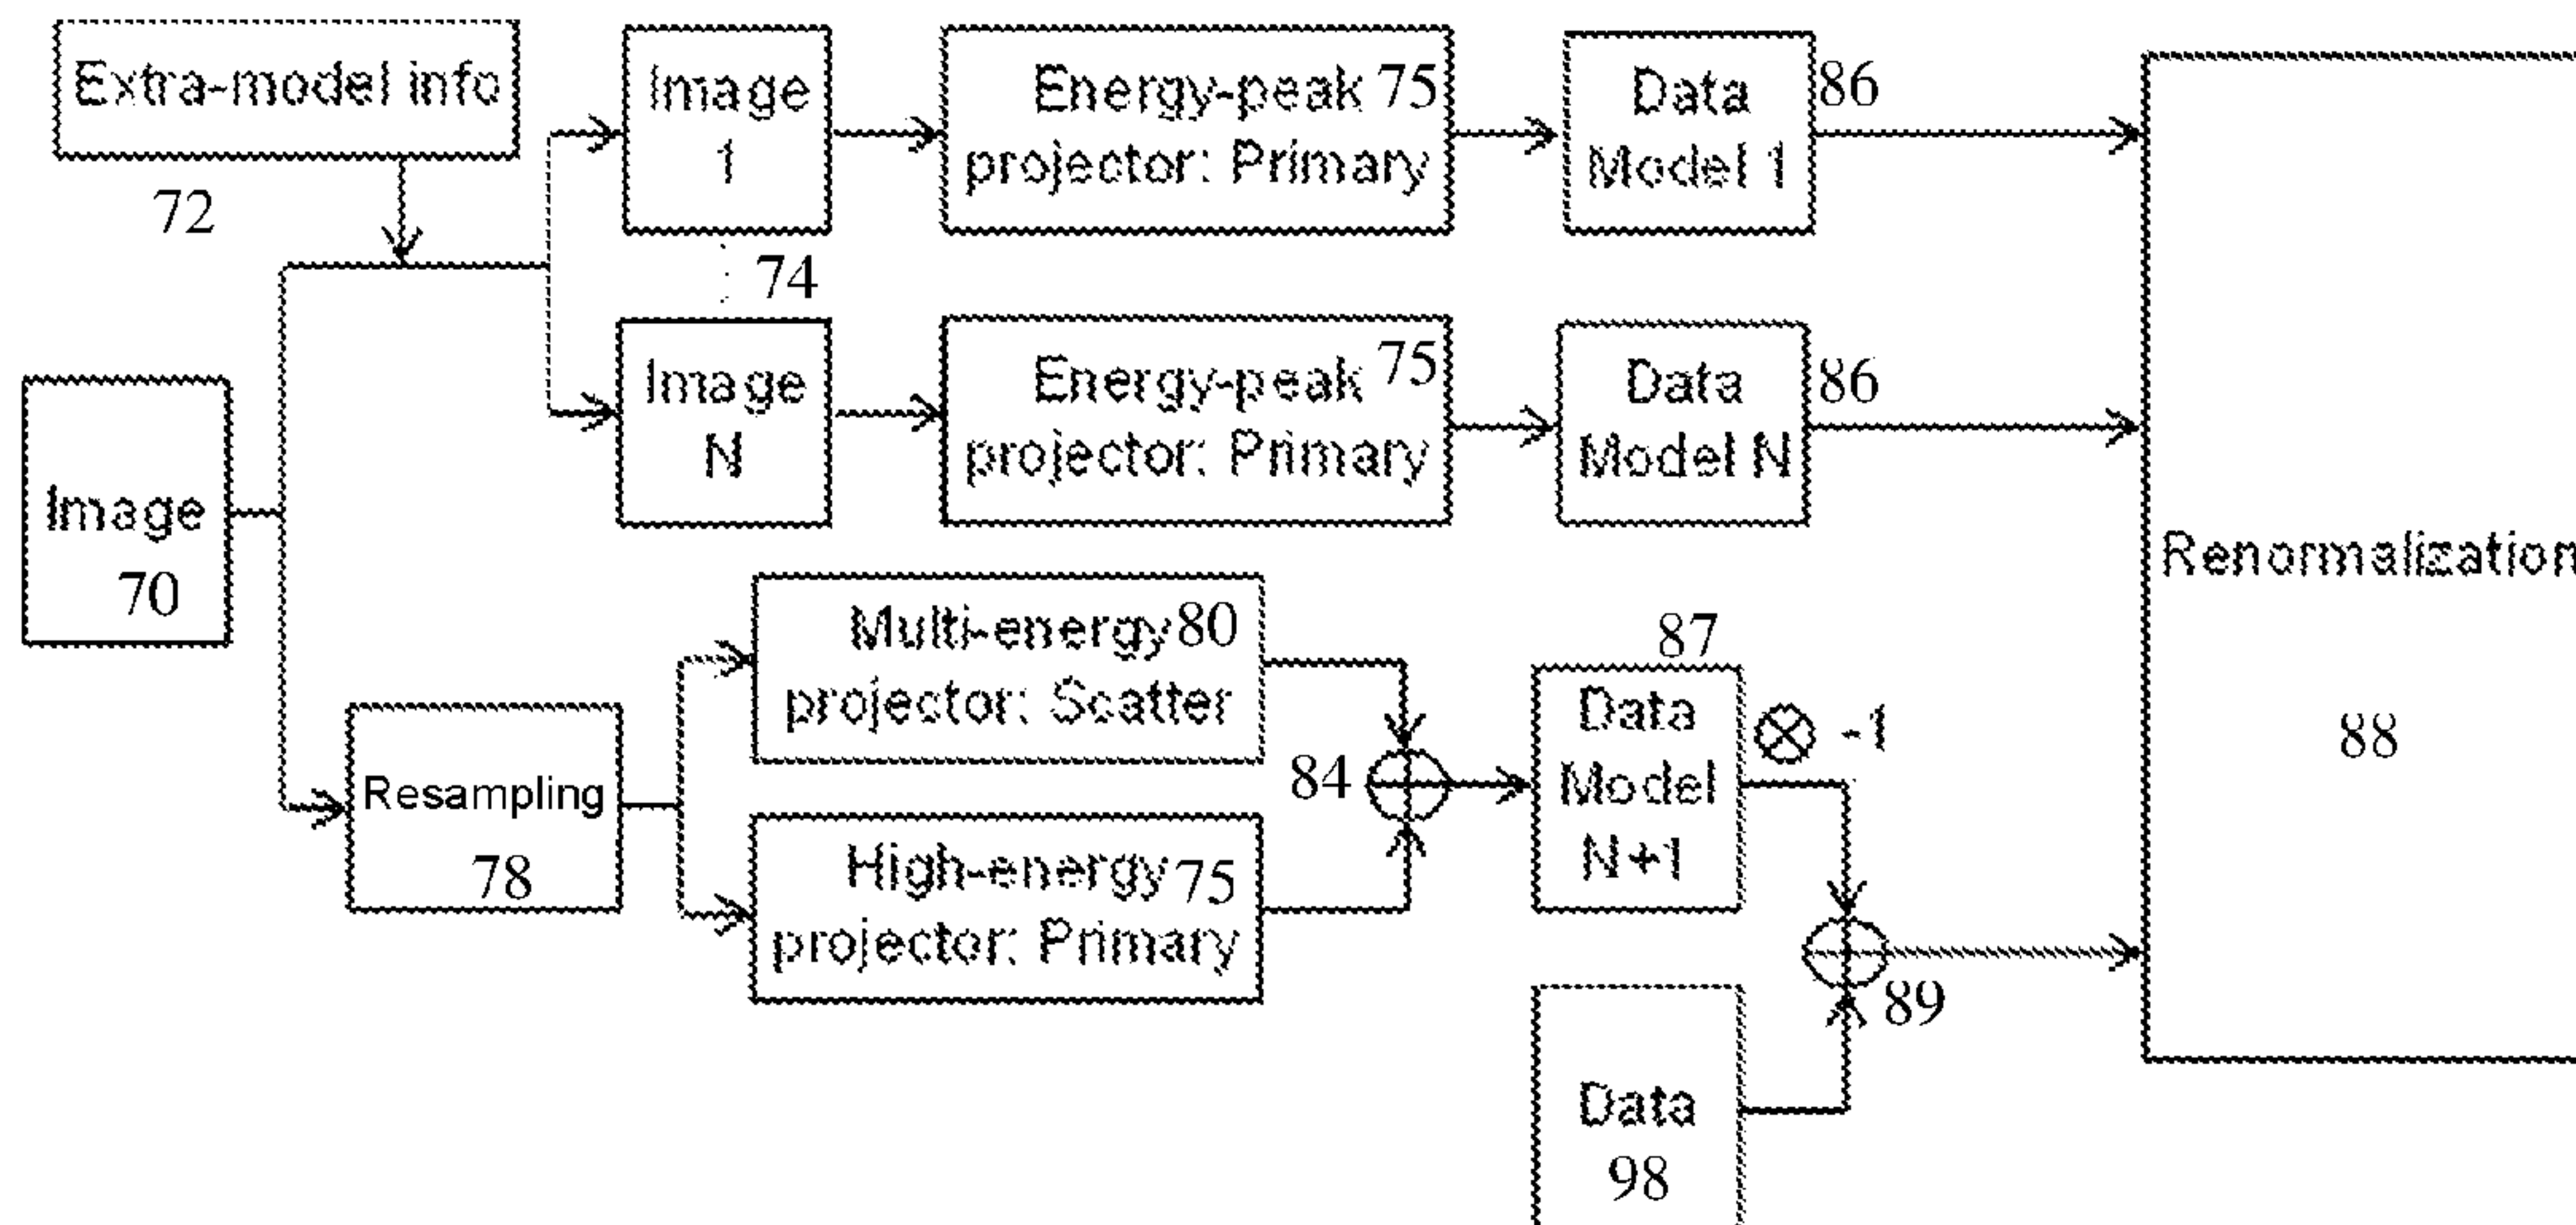 Extra-model info
72
Image
1
Energy-peak 75
projector: Primary
Data
Model 1
86
74
Image
N
Energy-peak 75
projector: Primary
Data
Model N
86
Image
70
Renormalization
88
Resampling
78
Multi-energy 80
projector: Scatter
High-energy 75
projector: Primary
84
87
Data
Model
N+1
-1
89
Data
98